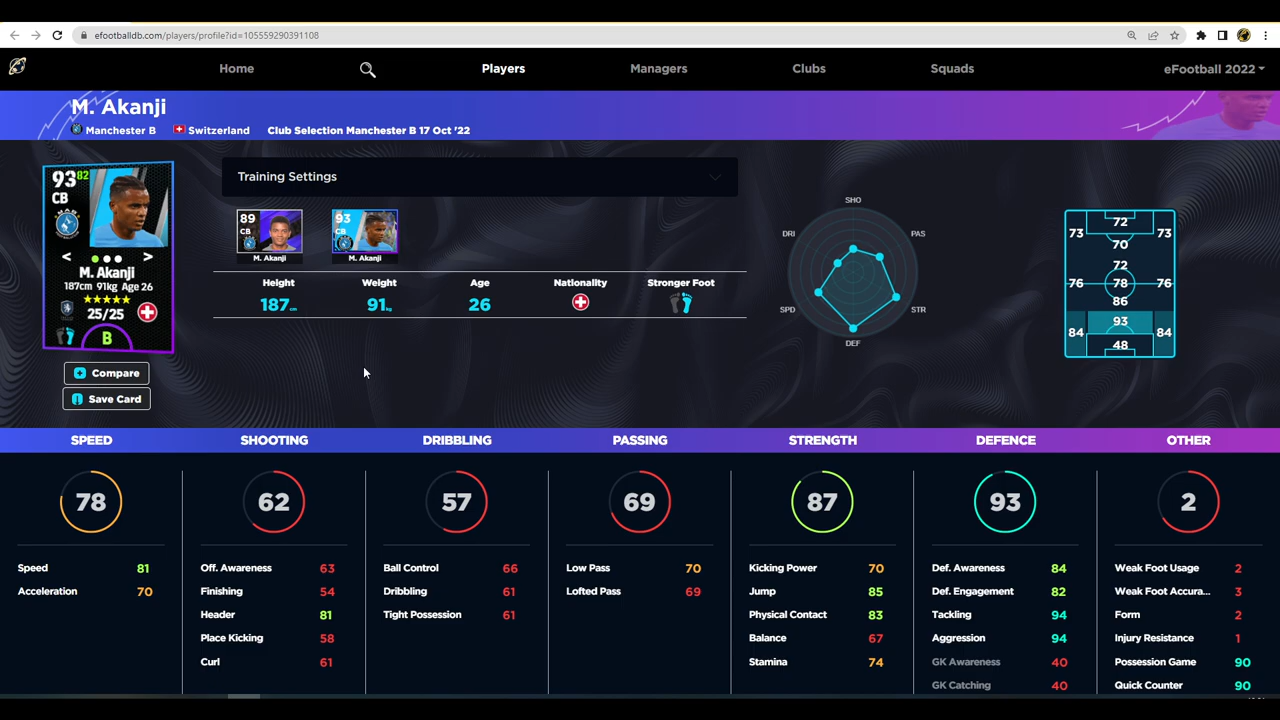 efootballdb.com/players/profile?id=105559290391108
Home Players Managers Clubs Squads eFootball 2022
M. Akanji
Manchester B Switzerland Club Selection Manchester B 17 Oct '22
93 82
CB
< >
M. Akanji
187cm 91kg Age 26
★★★★★
25/25
B
Compare
Save Card
Training Settings
89
CB
M. Akanji
93
CB
M. Akanji
Height Weight Age Nationality Stronger Foot
187cm 91kg 26
SHO
DRI PAS
SPD STR
DEF
72
73 73
70
72
76 78 76
86
93
84 84
48
SPEED
78
Speed 81
Acceleration 70
SHOOTING
62
Off. Awareness 63
Finishing 54
Header 81
Place Kicking 58
Curl 61
DRIBBLING
57
Ball Control 66
Dribbling 61
Tight Possession 61
PASSING
69
Low Pass 70
Lofted Pass 69
STRENGTH
87
Kicking Power 70
Jump 85
Physical Contact 83
Balance 67
Stamina 74
DEFENCE
93
Def. Awareness 84
Def. Engagement 82
Tackling 94
Aggression 94
GK Awareness 40
GK Catching 40
OTHER
2
Weak Foot Usage 2
Weak Foot Accura... 3
Form 2
Injury Resistance 1
Possession Game 90
Quick Counter 90